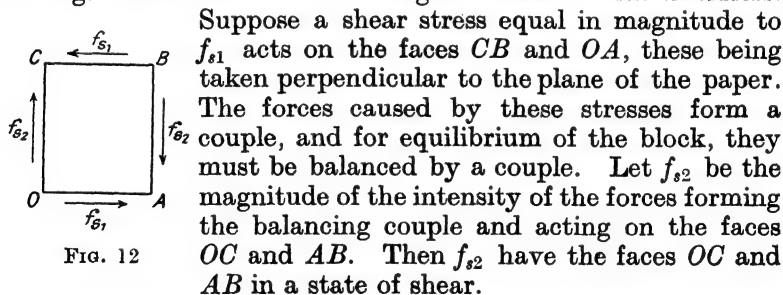 Suppose a shear stress equal in magnitude to
f_{s1} acts on the faces CB and OA, these being
taken perpendicular to the plane of the paper.
The forces caused by these stresses form a
couple, and for equilibrium of the block, they
must be balanced by a couple. Let f_{s2} be the
magnitude of the intensity of the forces forming
the balancing couple and acting on the faces
OC and AB. Then f_{s2} have the faces OC and
AB in a state of shear.
f_{s1}
C
B
f_{s2}
f_{s2}
O
A
f_{s1}
FIG. 12